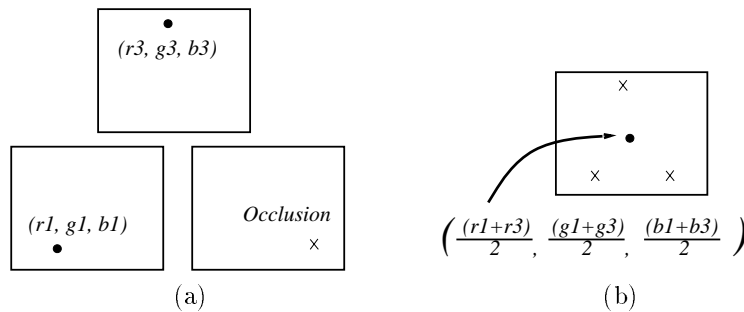 (r3, g3, b3)
(r1, g1, b1)
Occlusion
x
(a)
x
x x
( (r1+r3)/2 , (g1+g3)/2 , (b1+b3)/2 )
(b)